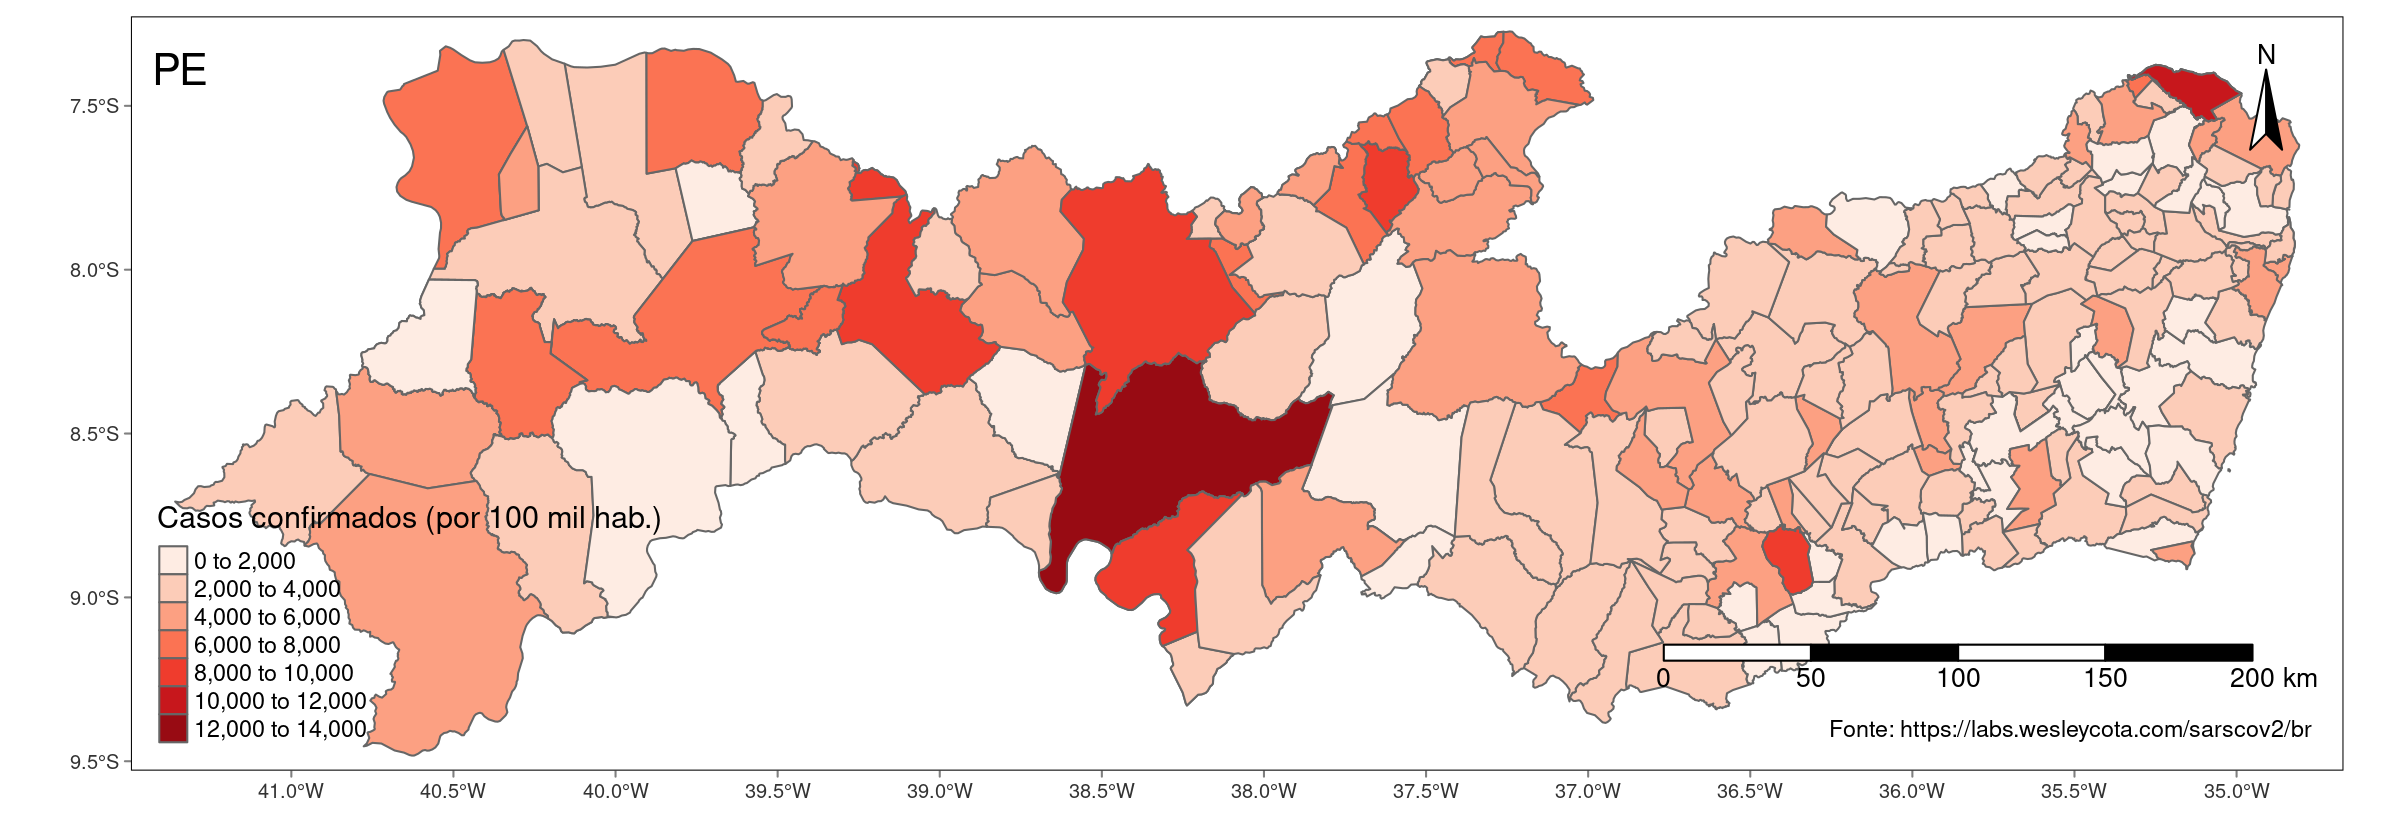 PE
N
7.5°S
8.0°S
8.5°S
9.0°S
9.5°S
Casos confirmados (por 100 mil hab.)
0 to 2,000
2,000 to 4,000
4,000 to 6,000
6,000 to 8,000
8,000 to 10,000
10,000 to 12,000
12,000 to 14,000
0 50 100 150 200 km
Fonte: https://labs.wesleycota.com/sarscov2/br
41.0°W 40.5°W 40.0°W 39.5°W 39.0°W 38.5°W 38.0°W 37.5°W 37.0°W 36.5°W 36.0°W 35.5°W 35.0°W